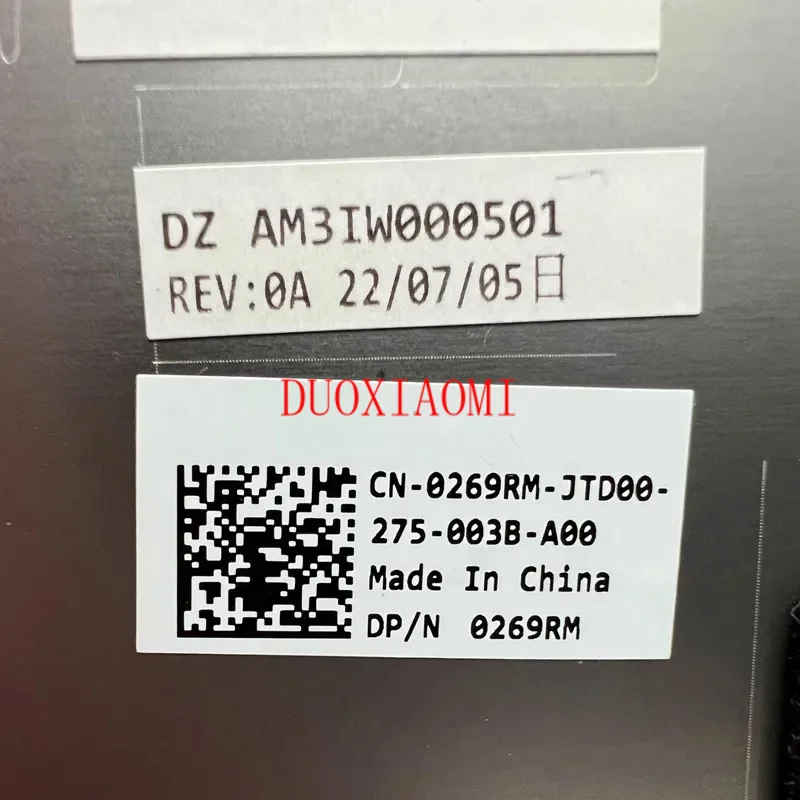 DZ AM3IW000501
REV:0A 22/07/05日
DUOXIAOMI
CN-0269RM-JTD00-
275-003B-A00
Made In China
DP/N 0269RM